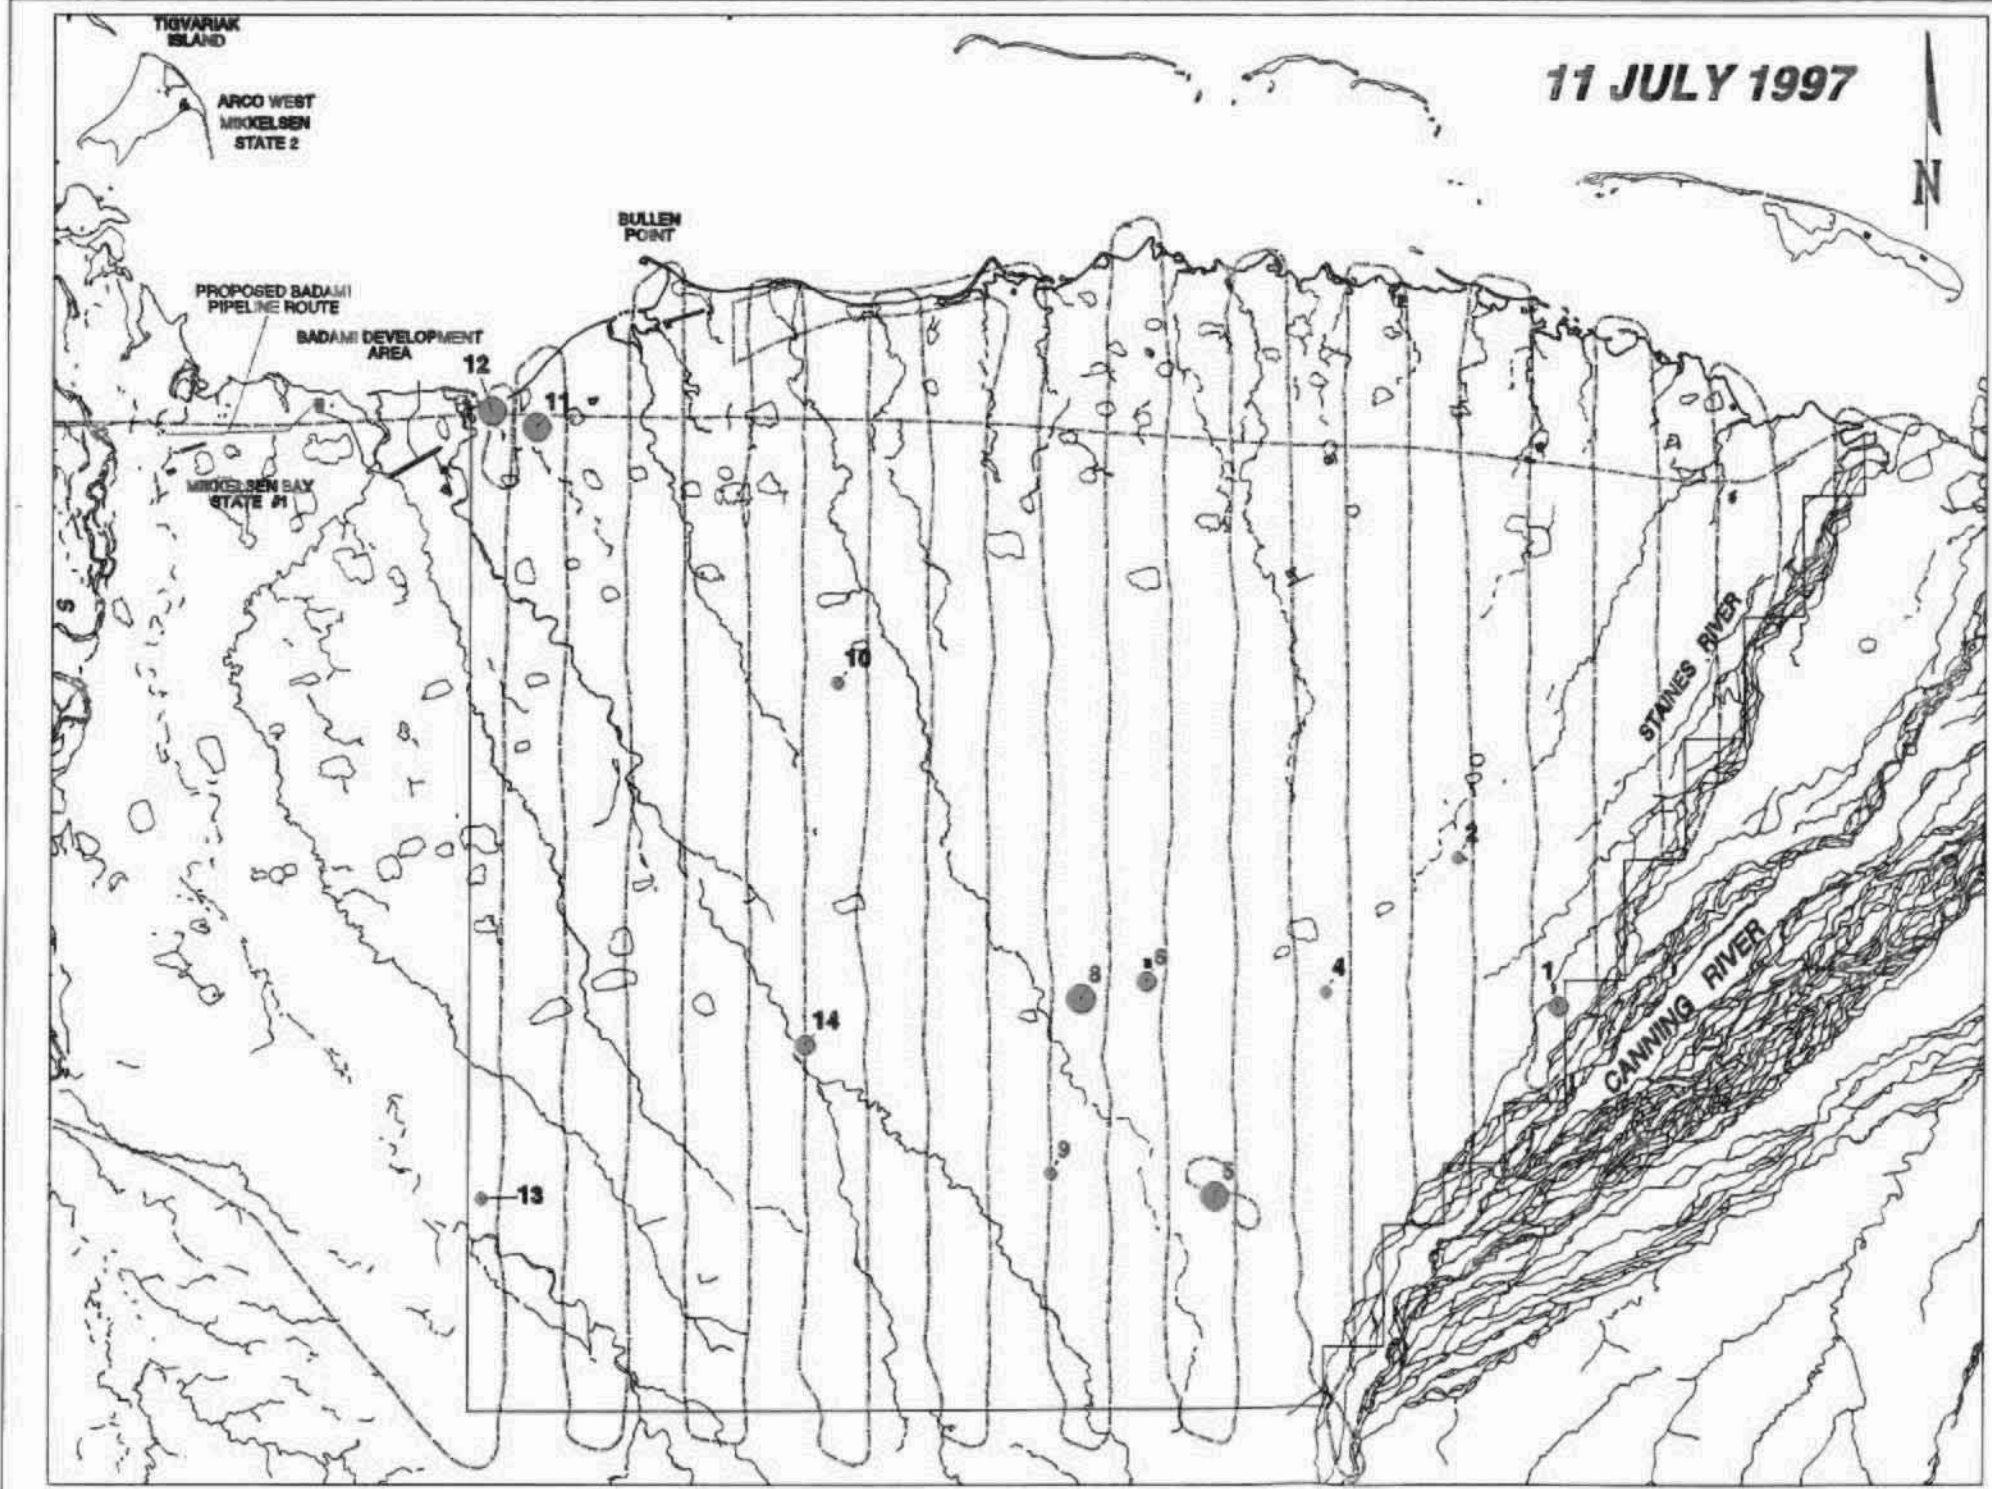 TIGVARIAK
ISLAND
ARCO WEST
MIKKELSEN
STATE 2
11 JULY 1997
N
BULLEN
POINT
PROPOSED BADAMI
PIPELINE ROUTE
BADAMI DEVELOPMENT
AREA
12
11
MIKKELSEN BAY
STATE #1
S
STAINES RIVER
10
2
CANNING RIVER
8
6
4
1
14
9
5
13